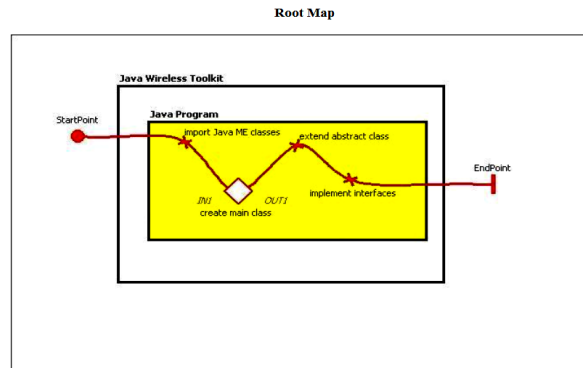 Root Map
Java Wireless Toolkit
StartPoint
Java Program
import Java ME classes
extend abstract class
EndPoint
IN1
OUT1
implement interfaces
create main class